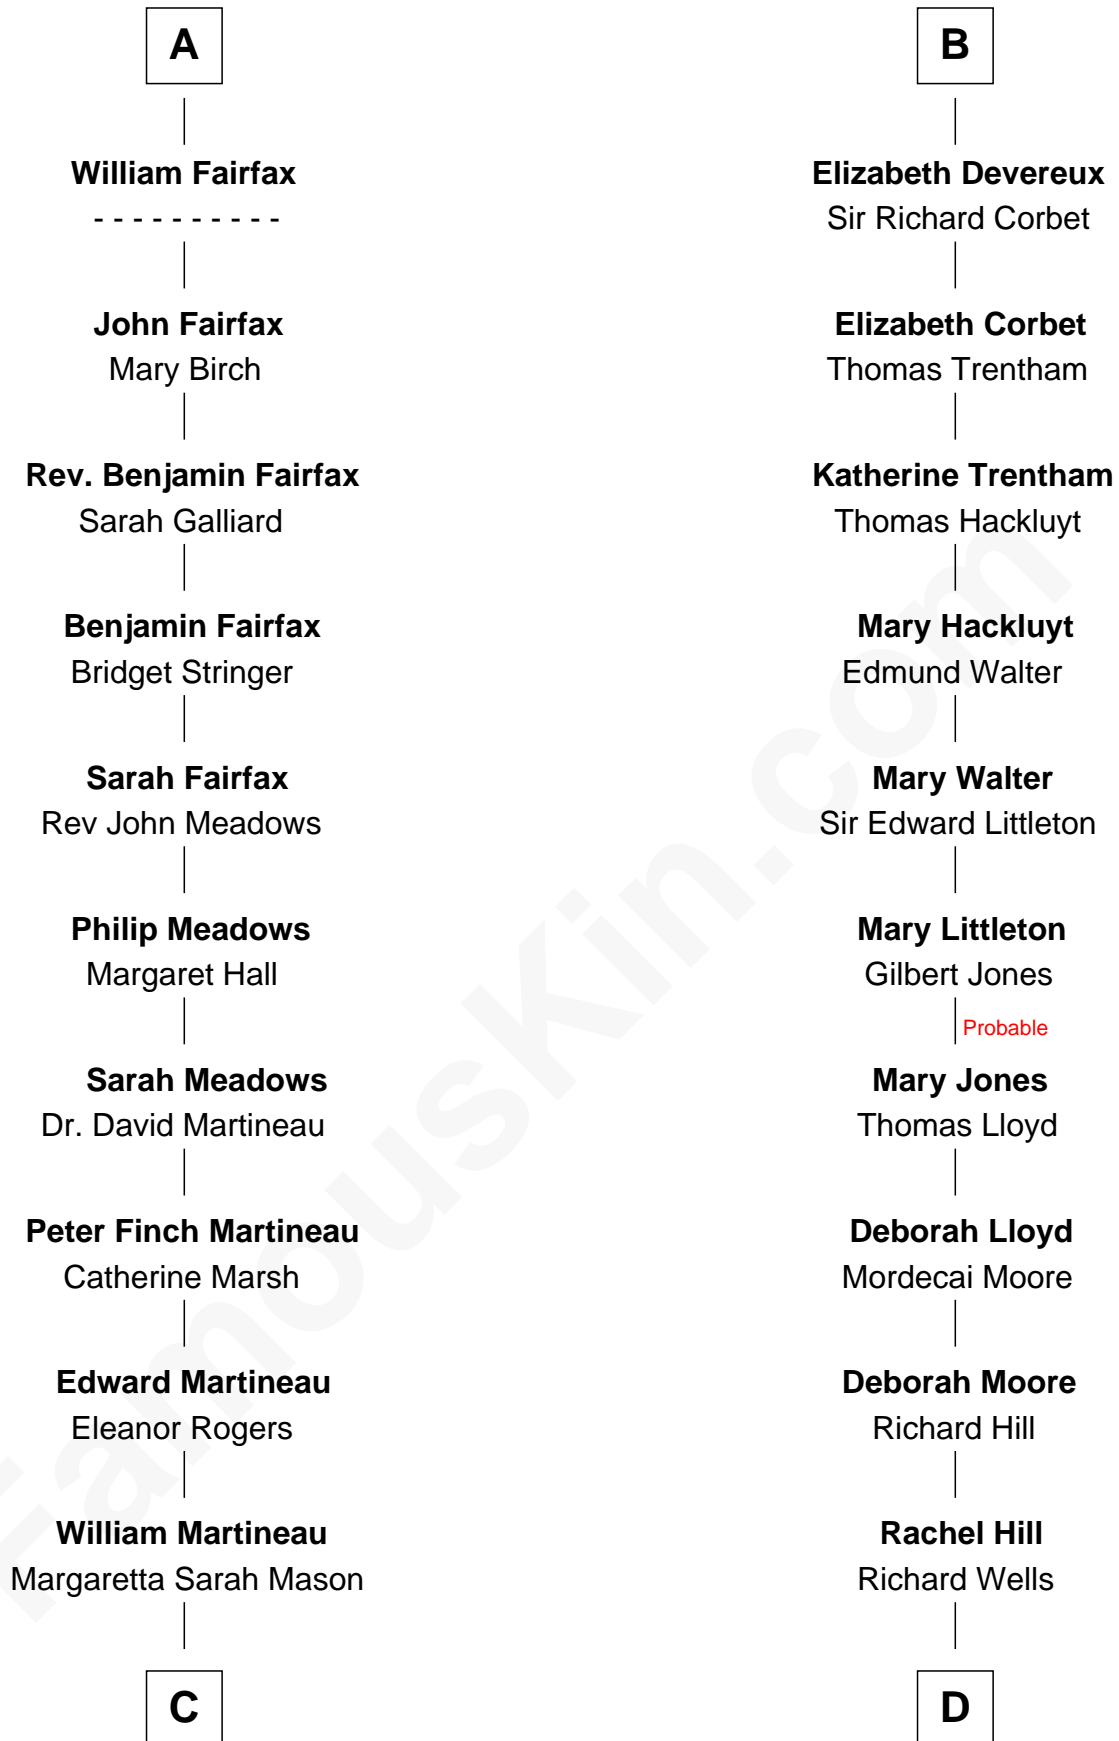 A
William Fairfax
- - - - - - - - - -
John Fairfax
Mary Birch
Rev. Benjamin Fairfax
Sarah Galliard
Benjamin Fairfax
Bridget Stringer
Sarah Fairfax
Rev John Meadows
Philip Meadows
Margaret Hall
Sarah Meadows
Dr. David Martineau
Peter Finch Martineau
Catherine Marsh
Edward Martineau
Eleanor Rogers
William Martineau
Margaretta Sarah Mason
C
B
Elizabeth Devereux
Sir Richard Corbet
Elizabeth Corbet
Thomas Trentham
Katherine Trentham
Thomas Hackluyt
Mary Hackluyt
Edmund Walter
Mary Walter
Sir Edward Littleton
Mary Littleton
Gilbert Jones
Probable
Mary Jones
Thomas Lloyd
Deborah Lloyd
Mordecai Moore
Deborah Moore
Richard Hill
Rachel Hill
Richard Wells
D
FamousKin.com